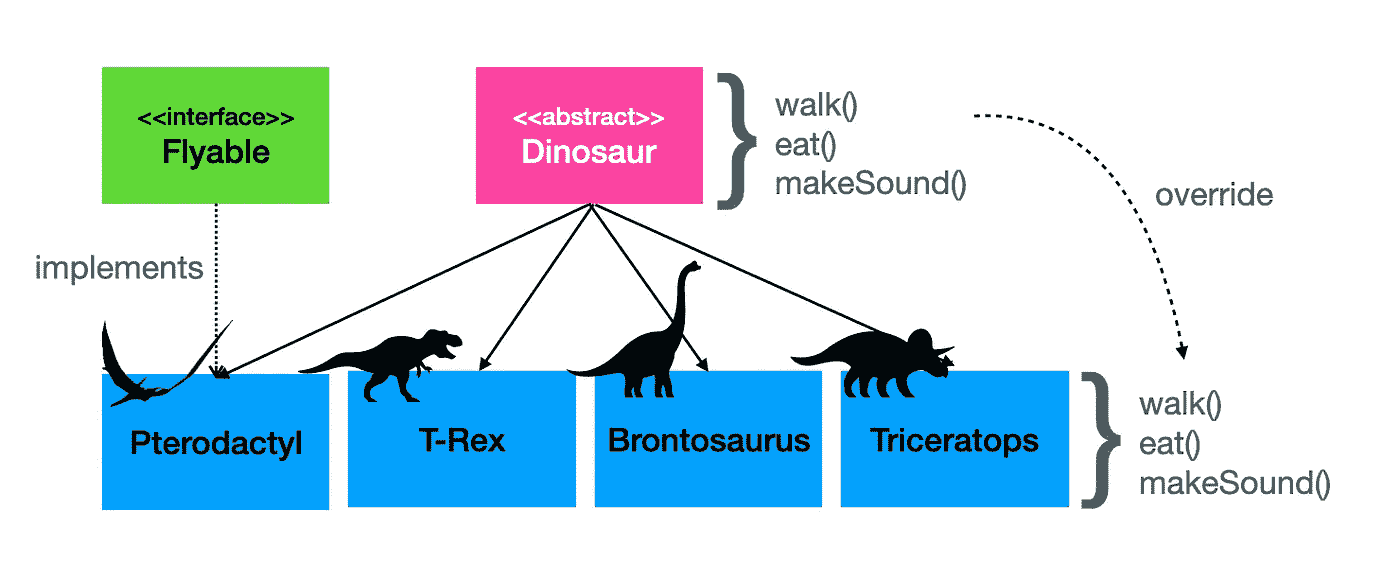 <<interface>>
Flyable
<<abstract>>
Dinosaur
walk()
eat()
makeSound()
override
implements
Pterodactyl
T-Rex
Brontosaurus
Triceratops
walk()
eat()
makeSound()